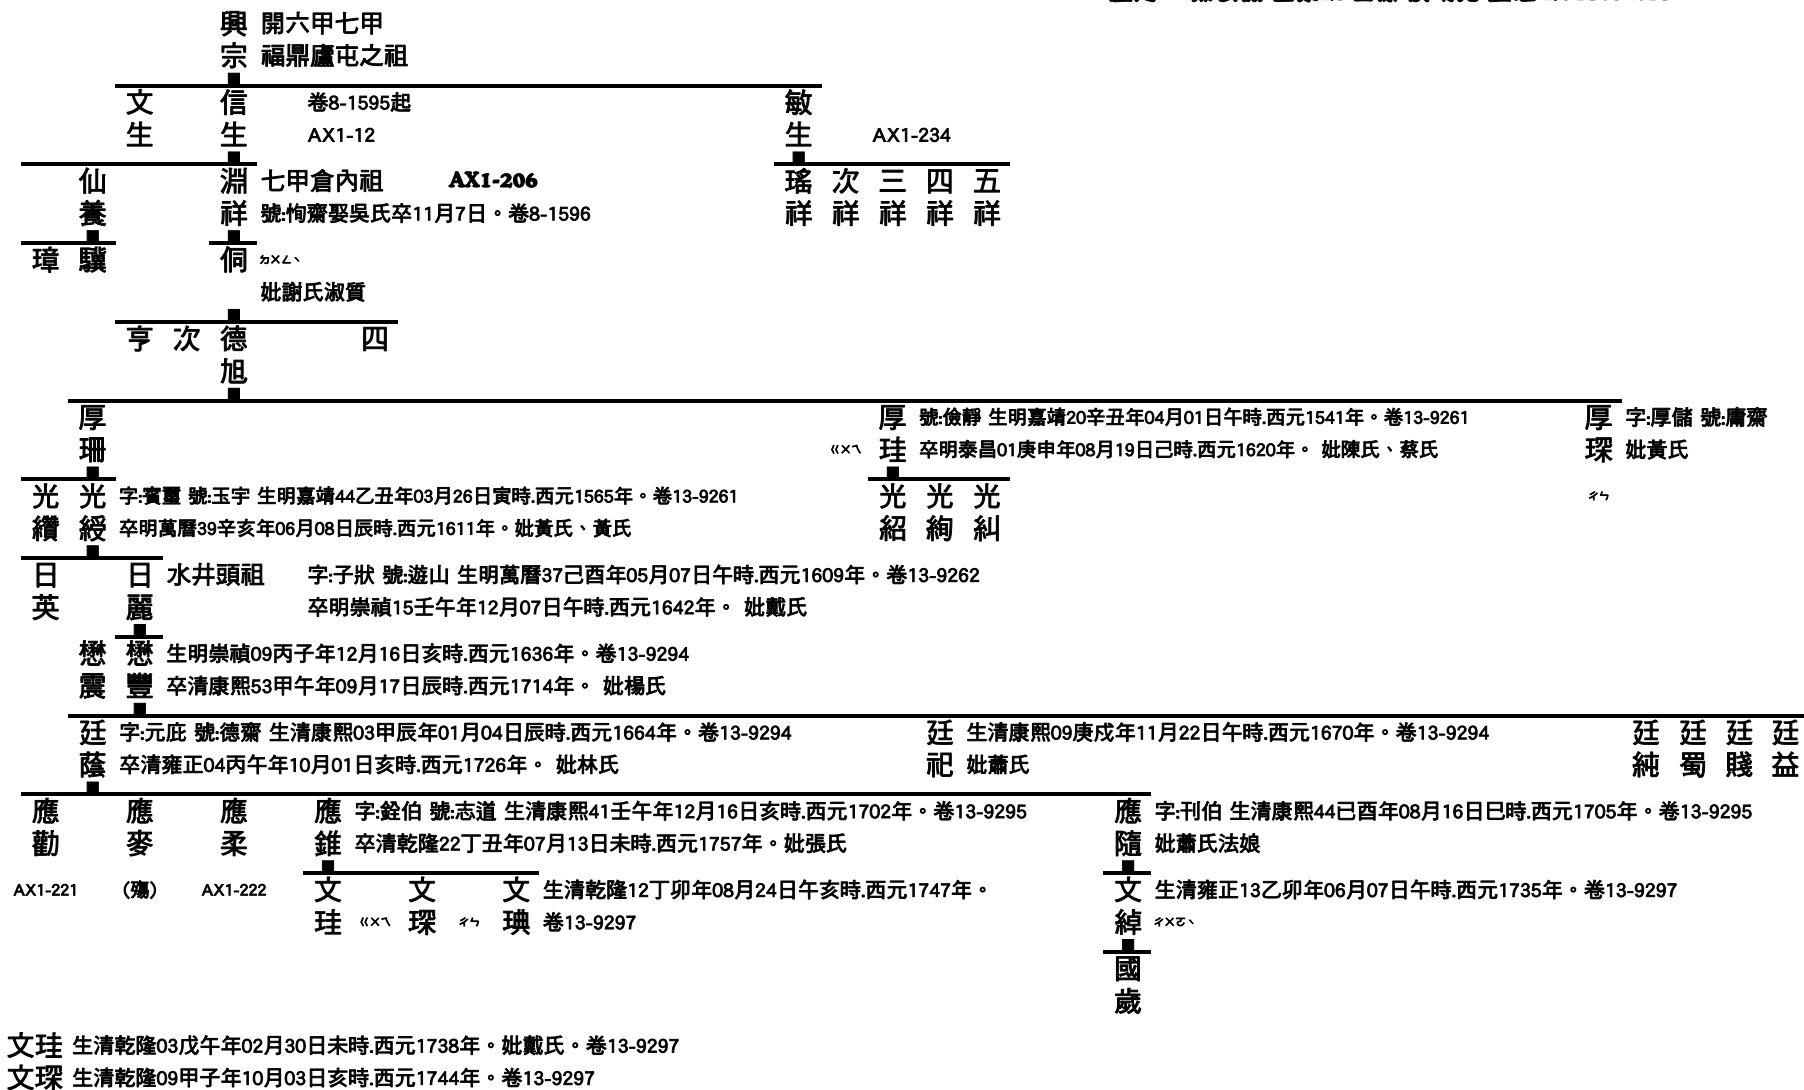 興宗 開六甲七甲
福鼎廬屯之祖
文生 信生 卷8-1595起
AX1-12
敏生 AX1-234
仙養 淵祥 七甲倉內祖 AX1-206
號:恂齋娶吳氏卒11月7日。卷8-1596
瑤祥 次祥 三祥 四祥 五祥
璋 驥 侗 ㄉㄨㄥˋ
妣謝氏淑質
亨 次 德旭 四
厚珊
厚珪 ㄍㄨㄟ 號:儉靜 生明嘉靖20辛丑年04月01日午時.西元1541年。卷13-9261
卒明泰昌01庚申年08月19日己時.西元1620年。 妣陳氏、蔡氏
厚琛 字:厚儲 號:庸齋
妣黃氏
ㄔㄣ
光纘 光綬 字:賓璽 號:玉宇 生明嘉靖44乙丑年03月26日寅時.西元1565年。卷13-9261
卒明萬曆39辛亥年06月08日辰時.西元1611年。妣黃氏、黃氏
光紹 光絢 光糾
日英 日麗 水井頭祖 字:子狀 號:遊山 生明萬曆37己酉年05月07日午時.西元1609年。卷13-9262
卒明崇禎15壬午年12月07日午時.西元1642年。 妣戴氏
懋震 懋豐 生明崇禎09丙子年12月16日亥時.西元1636年。卷13-9294
卒清康熙53甲午年09月17日辰時.西元1714年。 妣楊氏
廷蔭 字:元庇 號:德齋 生清康熙03甲辰年01月04日辰時.西元1664年。卷13-9294
卒清雍正04丙午年10月01日亥時.西元1726年。 妣林氏
廷祀 生清康熙09庚戍年11月22日午時.西元1670年。卷13-9294
妣蕭氏
廷純 廷蜀 廷賤 廷益
應勸 應麥 應柔
AX1-221 (殤) AX1-222
應錐 字:銓伯 號:志道 生清康熙41壬午年12月16日亥時.西元1702年。卷13-9295
卒清乾隆22丁丑年07月13日未時.西元1757年。妣張氏
應隨 字:刊伯 生清康熙44已酉年08月16日巳時.西元1705年。卷13-9295
妣蕭氏法娘
文珪 ㄍㄨㄟ 文琛 ㄔㄣ 文琠 生清乾隆12丁卯年08月24日午亥時.西元1747年。
卷13-9297
文綽 生清雍正13乙卯年06月07日午時.西元1735年。卷13-9297
ㄔㄨㄛˋ
國歲
文珪 生清乾隆03戊午年02月30日未時.西元1738年。妣戴氏。卷13-9297
文琛 生清乾隆09甲子年10月03日亥時.西元1744年。卷13-9297